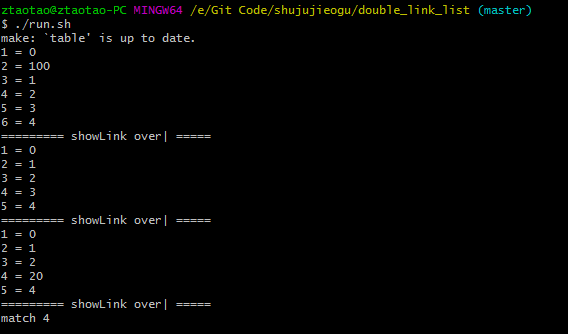 ztaotao@ztaotao-PC MINGW64 /e/Git Code/shujujieogu/double_link_list (master)
$ ./run.sh
make: `table' is up to date.
1 = 0
2 = 100
3 = 1
4 = 2
5 = 3
6 = 4
========= showLink over| =====
1 = 0
2 = 1
3 = 2
4 = 3
5 = 4
========= showLink over| =====
1 = 0
2 = 1
3 = 2
4 = 20
5 = 4
========= showLink over| =====
match 4